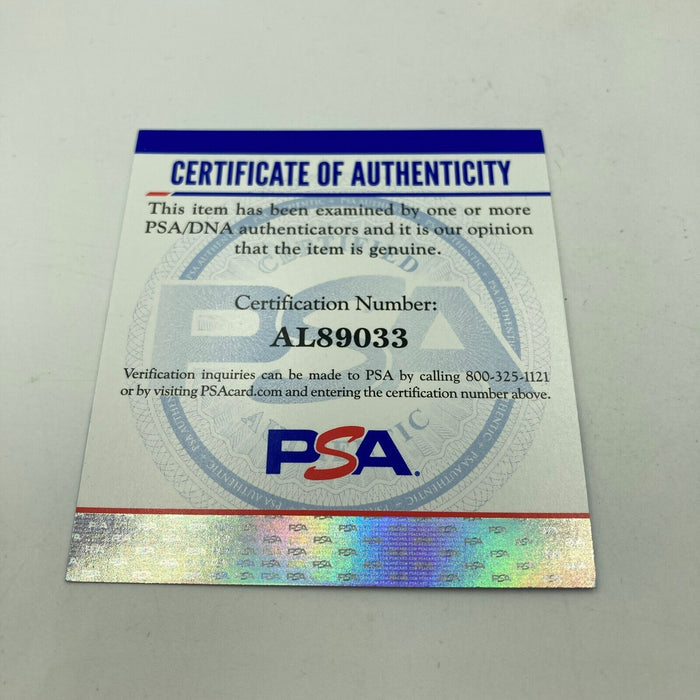 CERTIFICATE OF AUTHENTICITY
This item has been examined by one or more
PSA/DNA authenticators and it is our opinion
that the item is genuine.
Certification Number:
AL89033
Verification inquiries can be made to PSA by calling 800-325-1121
or by visiting PSAcard.com and entering the certification number above.
PSA.